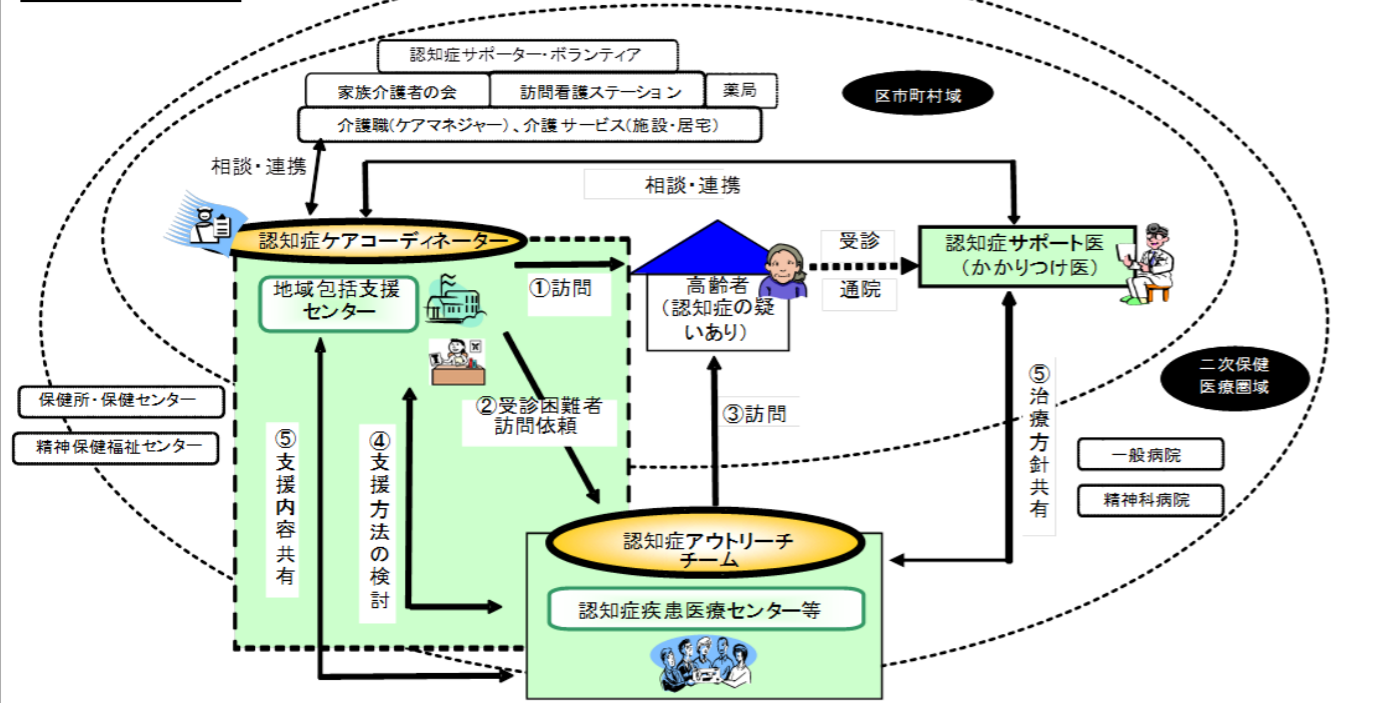 認知症サポーター・ボランティア
家族介護者の会
訪問看護ステーション
薬局
区市町村域
介護職(ケアマネジャー)、介護サービス(施設・居宅)
相談・連携
相談・連携
認知症ケアコーディネーター
受診
認知症サポート医
(かかりつけ医)
地域包括支援
センター
①訪問
高齢者
(認知症の疑
いあり)
通院
二次保健
医療圏域
保健所・保健センター
精神保健福祉センター
②受診困難者
訪問依頼
③訪問
⑤治療方針共有
⑤支援内容共有
④支援方法の検討
一般病院
精神科病院
認知症アウトリーチ
チーム
認知症疾患医療センター等